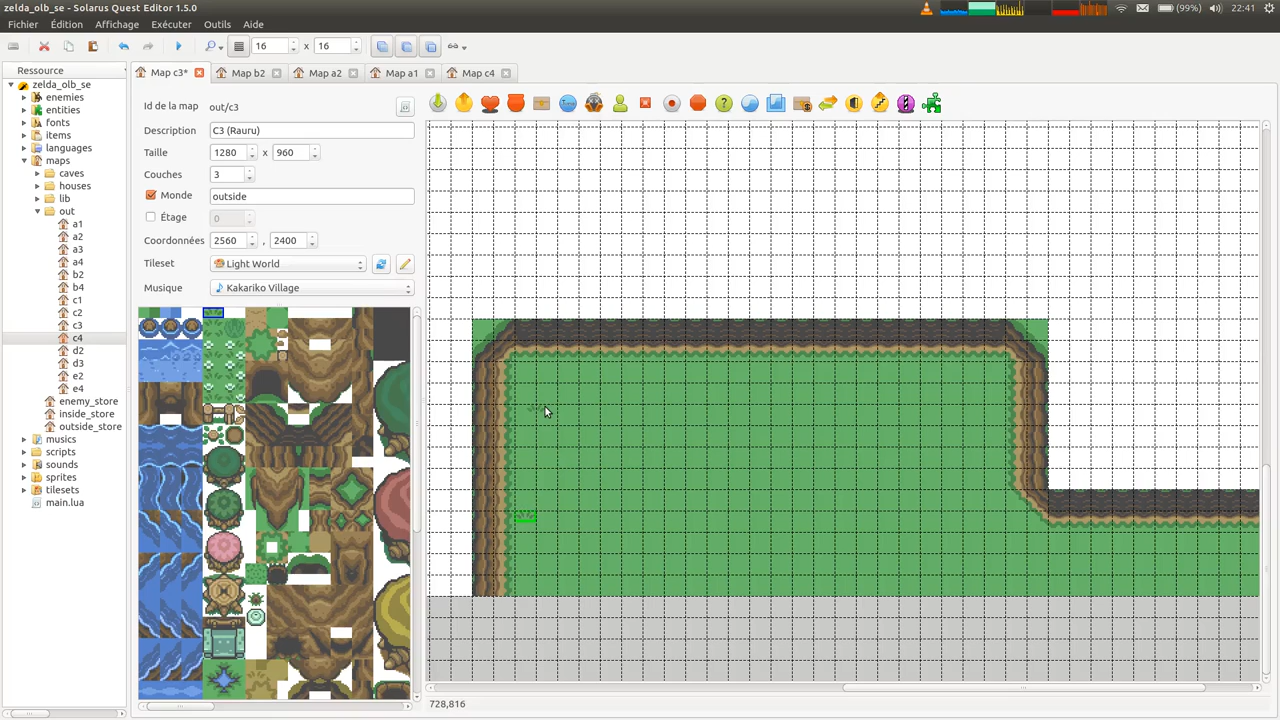 zelda_olb_se - Solarus Quest Editor 1.5.0
(99%) 22:41
Fichier Édition Affichage Exécuter Outils Aide
16 x 16
Ressource
zelda_olb_se
enemies
entities
fonts
items
languages
maps
caves
houses
lib
out
a1
a2
a3
a4
b2
b4
c1
c2
c3
c4
d2
d3
e2
e4
enemy_store
inside_store
outside_store
musics
scripts
sounds
sprites
tilesets
main.lua
Map c3* Map b2 Map a2 Map a1 Map c4
Id de la map out/c3
Description C3 (Rauru)
Taille 1280 x 960
Couches 3
Monde outside
Étage 0
Coordonnées 2560 , 2400
Tileset Light World
Musique Kakariko Village
728,816